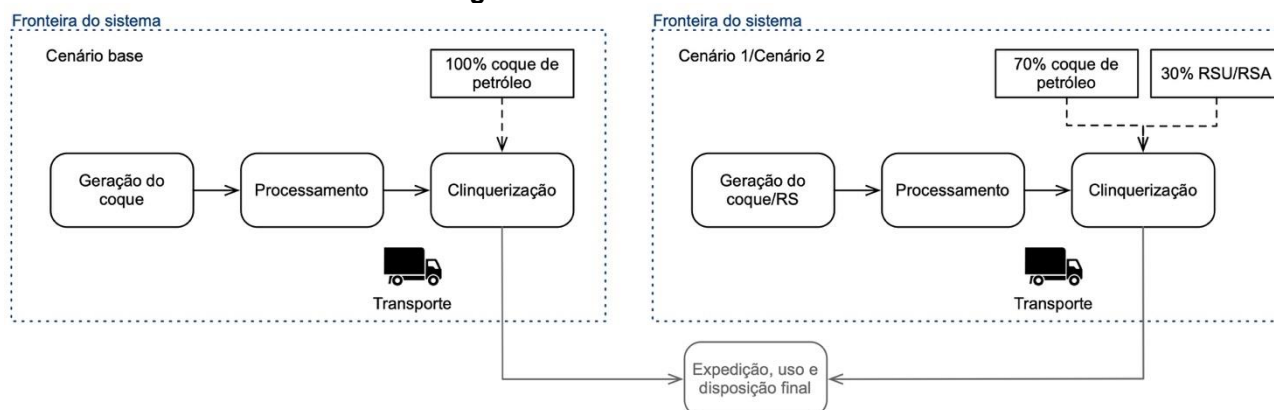 Fronteira do sistema
Cenário base
100% coque de
petróleo
Geração do
coque
Processamento
Clinquerização
Transporte
Fronteira do sistema
Cenário 1/Cenário 2
70% coque de
petróleo
30% RSU/RSA
Geração do
coque/RS
Processamento
Clinquerização
Transporte
Expedição, uso e
disposição final